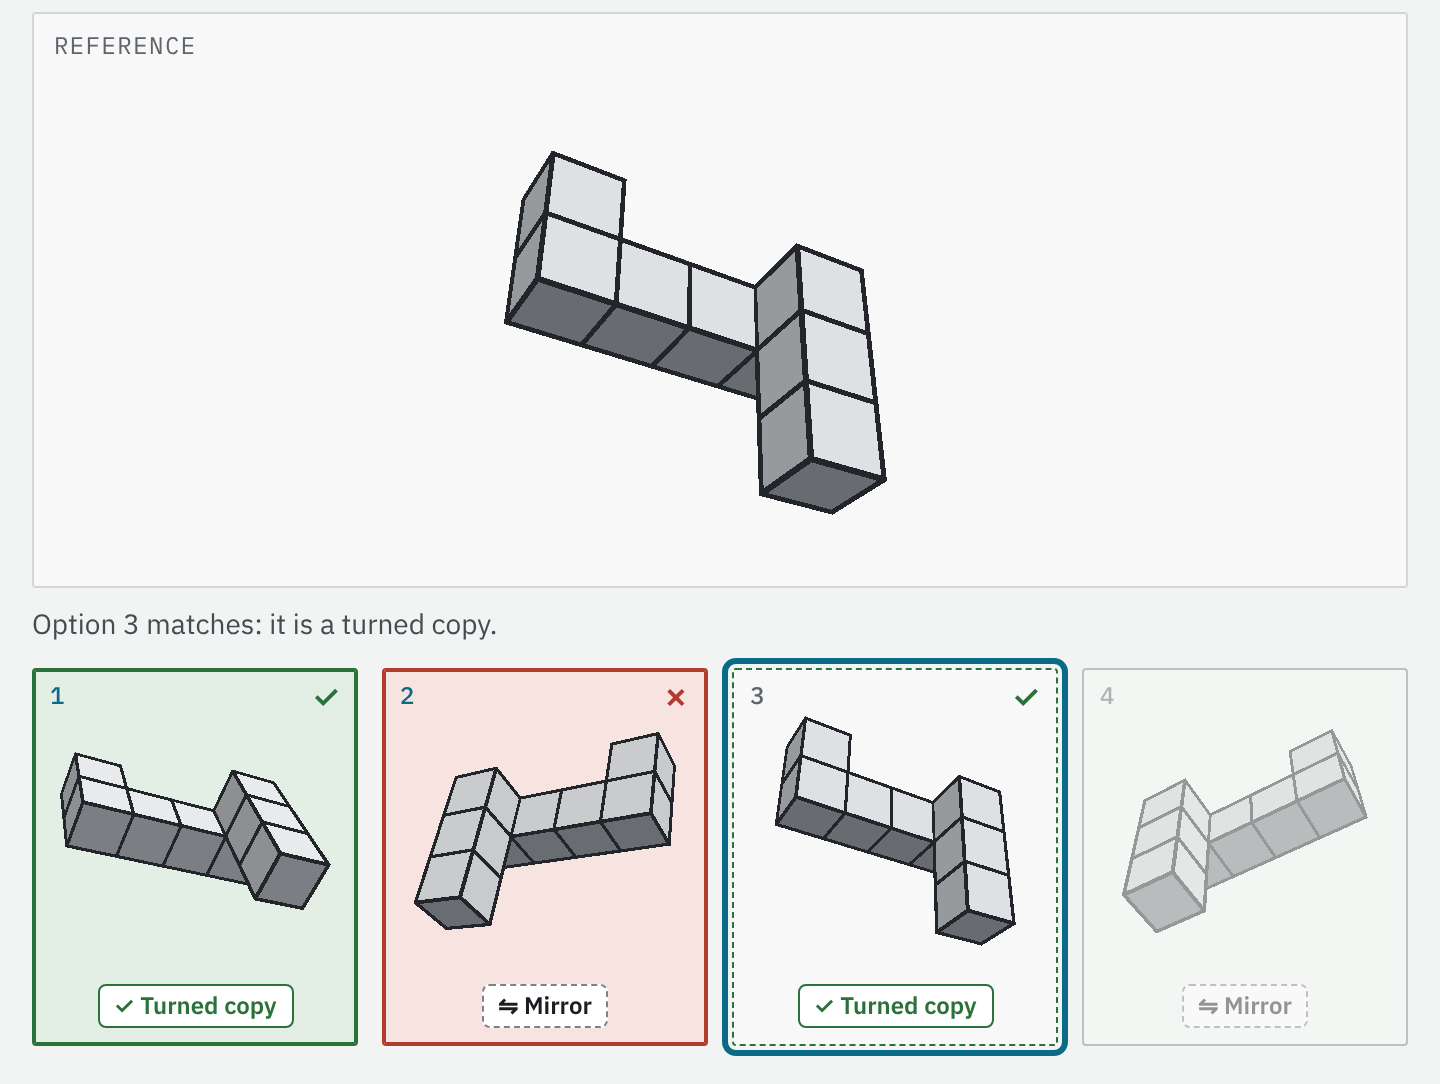 REFERENCE
Option 3 matches: it is a turned copy.
1
2
3
4
Turned copy
Mirror
Turned copy
Mirror